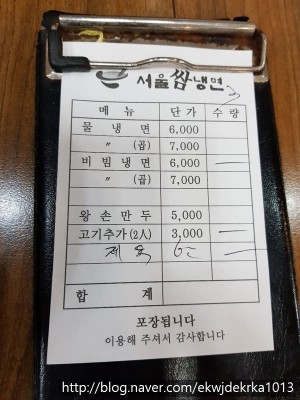 서울쌈냉면
메뉴 단가 수량
물냉면 6,000
〃 (곱) 7,000
비빔냉면 6,000 一
〃 (곱) 7,000
왕손만두 5,000
고기추가(2人) 3,000 一
제육
합계
포장됩니다
이용해 주셔서 감사합니다
http://blog.naver.com/ekwjdekrka1013